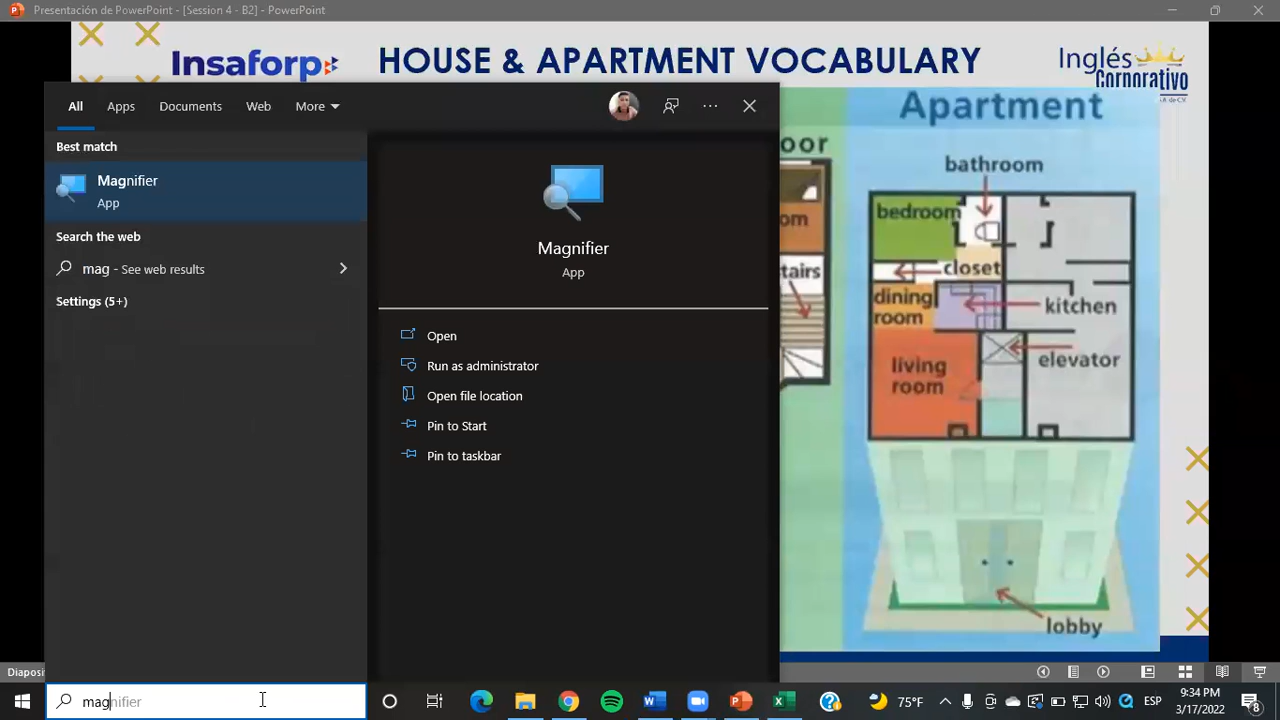 Presentación de diapositivas - [Session 4 - B2] - PowerPoint
Insaforp
HOUSE & APARTMENT VOCABULARY
Inglés
Corporativo
All
Apps
Documents
Web
More
Best match
Magnifier
App
Search the web
mag - See web results
Settings (5+)
Magnifier
App
Open
Run as administrator
Open file location
Pin to Start
Pin to taskbar
oor
om
tairs
Apartment
bathroom
bedroom
closet
dining
room
kitchen
living
room
elevator
lobby
Diaposi
magnifier
75°F
ESP
9:34 PM
3/17/2022
8